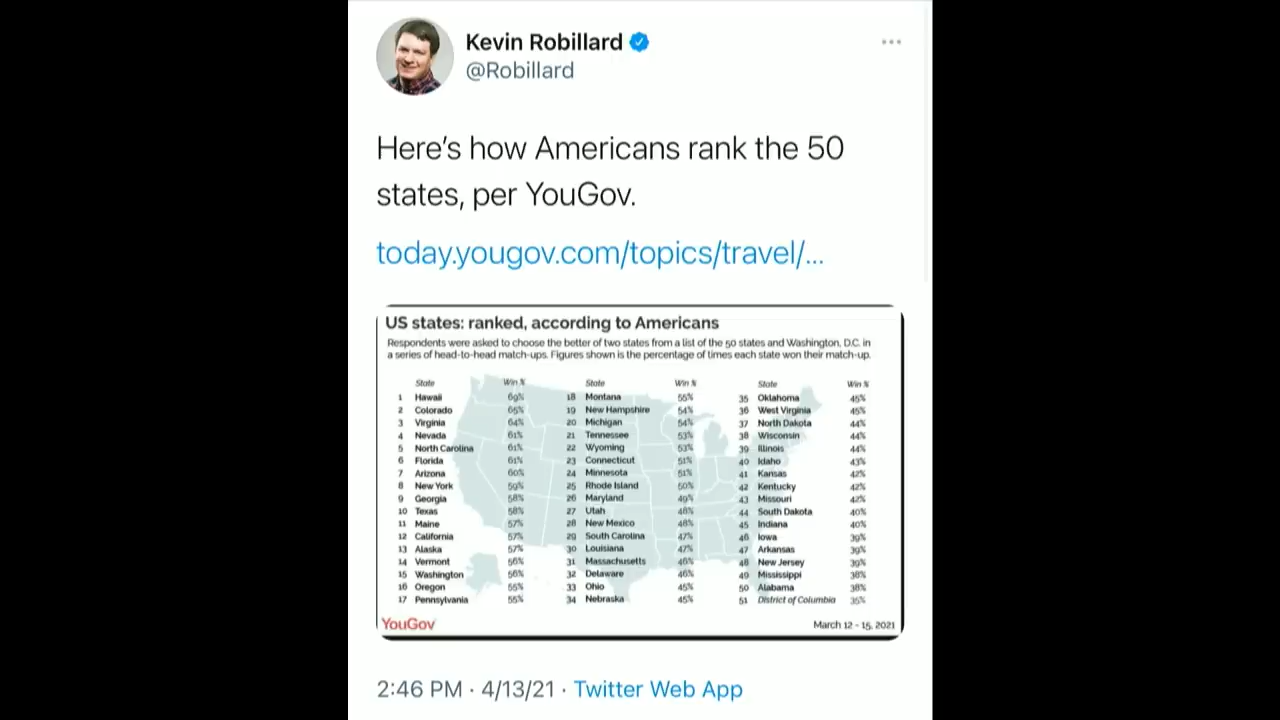 Kevin Robillard
@Robillard
Here's how Americans rank the 50
states, per YouGov.
today.yougov.com/topics/travel/...
US states: ranked, according to Americans
Respondents were asked to choose the better of two states from a list of the 50 states and Washington, D.C. in
a series of head-to-head match-ups. Figures shown is the percentage of times each state won their match-up.
State Win %
1 Hawaii 69%
2 Colorado 65%
3 Virginia 64%
4 Nevada 61%
5 North Carolina 61%
6 Florida 61%
7 Arizona 60%
8 New York 59%
9 Georgia 58%
10 Texas 58%
11 Maine 57%
12 California 57%
13 Alaska 57%
14 Vermont 56%
15 Washington 56%
16 Oregon 55%
17 Pennsylvania 55%
State Win %
18 Montana 55%
19 New Hampshire 54%
20 Michigan 54%
21 Tennessee 53%
22 Wyoming 53%
23 Connecticut 51%
24 Minnesota 51%
25 Rhode Island 50%
26 Maryland 49%
27 Utah 48%
28 New Mexico 48%
29 South Carolina 47%
30 Louisiana 47%
31 Massachusetts 46%
32 Delaware 46%
33 Ohio 45%
34 Nebraska 45%
State Win %
35 Oklahoma 45%
36 West Virginia 45%
37 North Dakota 44%
38 Wisconsin 44%
39 Illinois 44%
40 Idaho 43%
41 Kansas 42%
42 Kentucky 42%
43 Missouri 42%
44 South Dakota 40%
45 Indiana 40%
46 Iowa 39%
47 Arkansas 39%
48 New Jersey 39%
49 Mississippi 38%
50 Alabama 38%
51 District of Columbia 35%
YouGov
March 12 - 15, 2021
2:46 PM · 4/13/21 · Twitter Web App